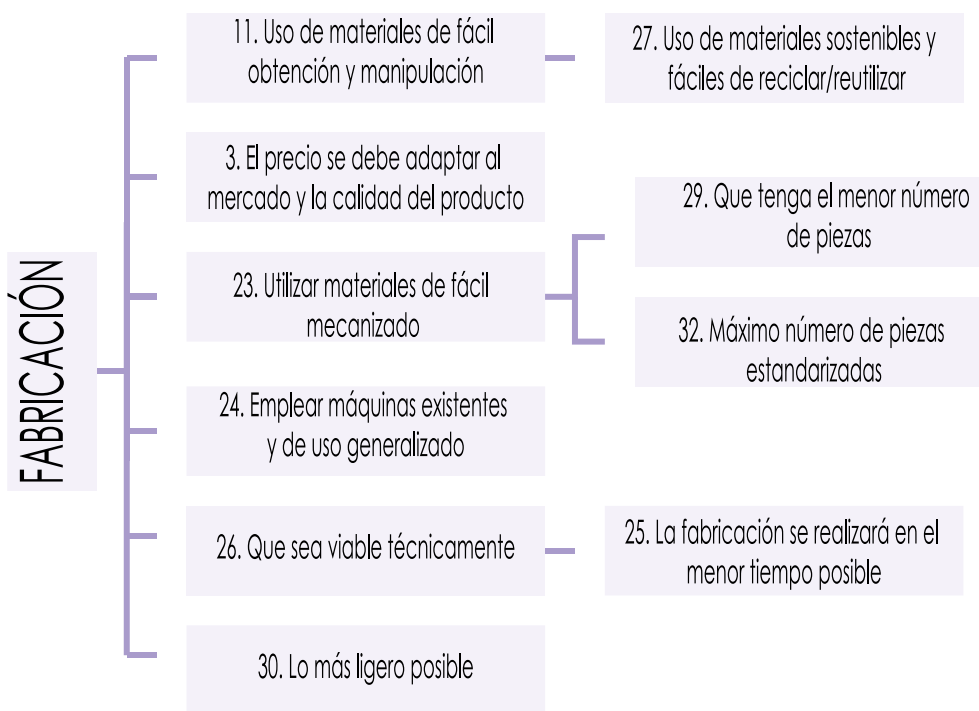 FABRICACIÓN
11. Uso de materiales de fácil
obtención y manipulación
27. Uso de materiales sostenibles y
fáciles de reciclar/reutilizar
3. El precio se debe adaptar al
mercado y la calidad del producto
23. Utilizar materiales de fácil
mecanizado
29. Que tenga el menor número
de piezas
32. Máximo número de piezas
estandarizadas
24. Emplear máquinas existentes
y de uso generalizado
26. Que sea viable técnicamente
25. La fabricación se realizará en el
menor tiempo posible
30. Lo más ligero posible